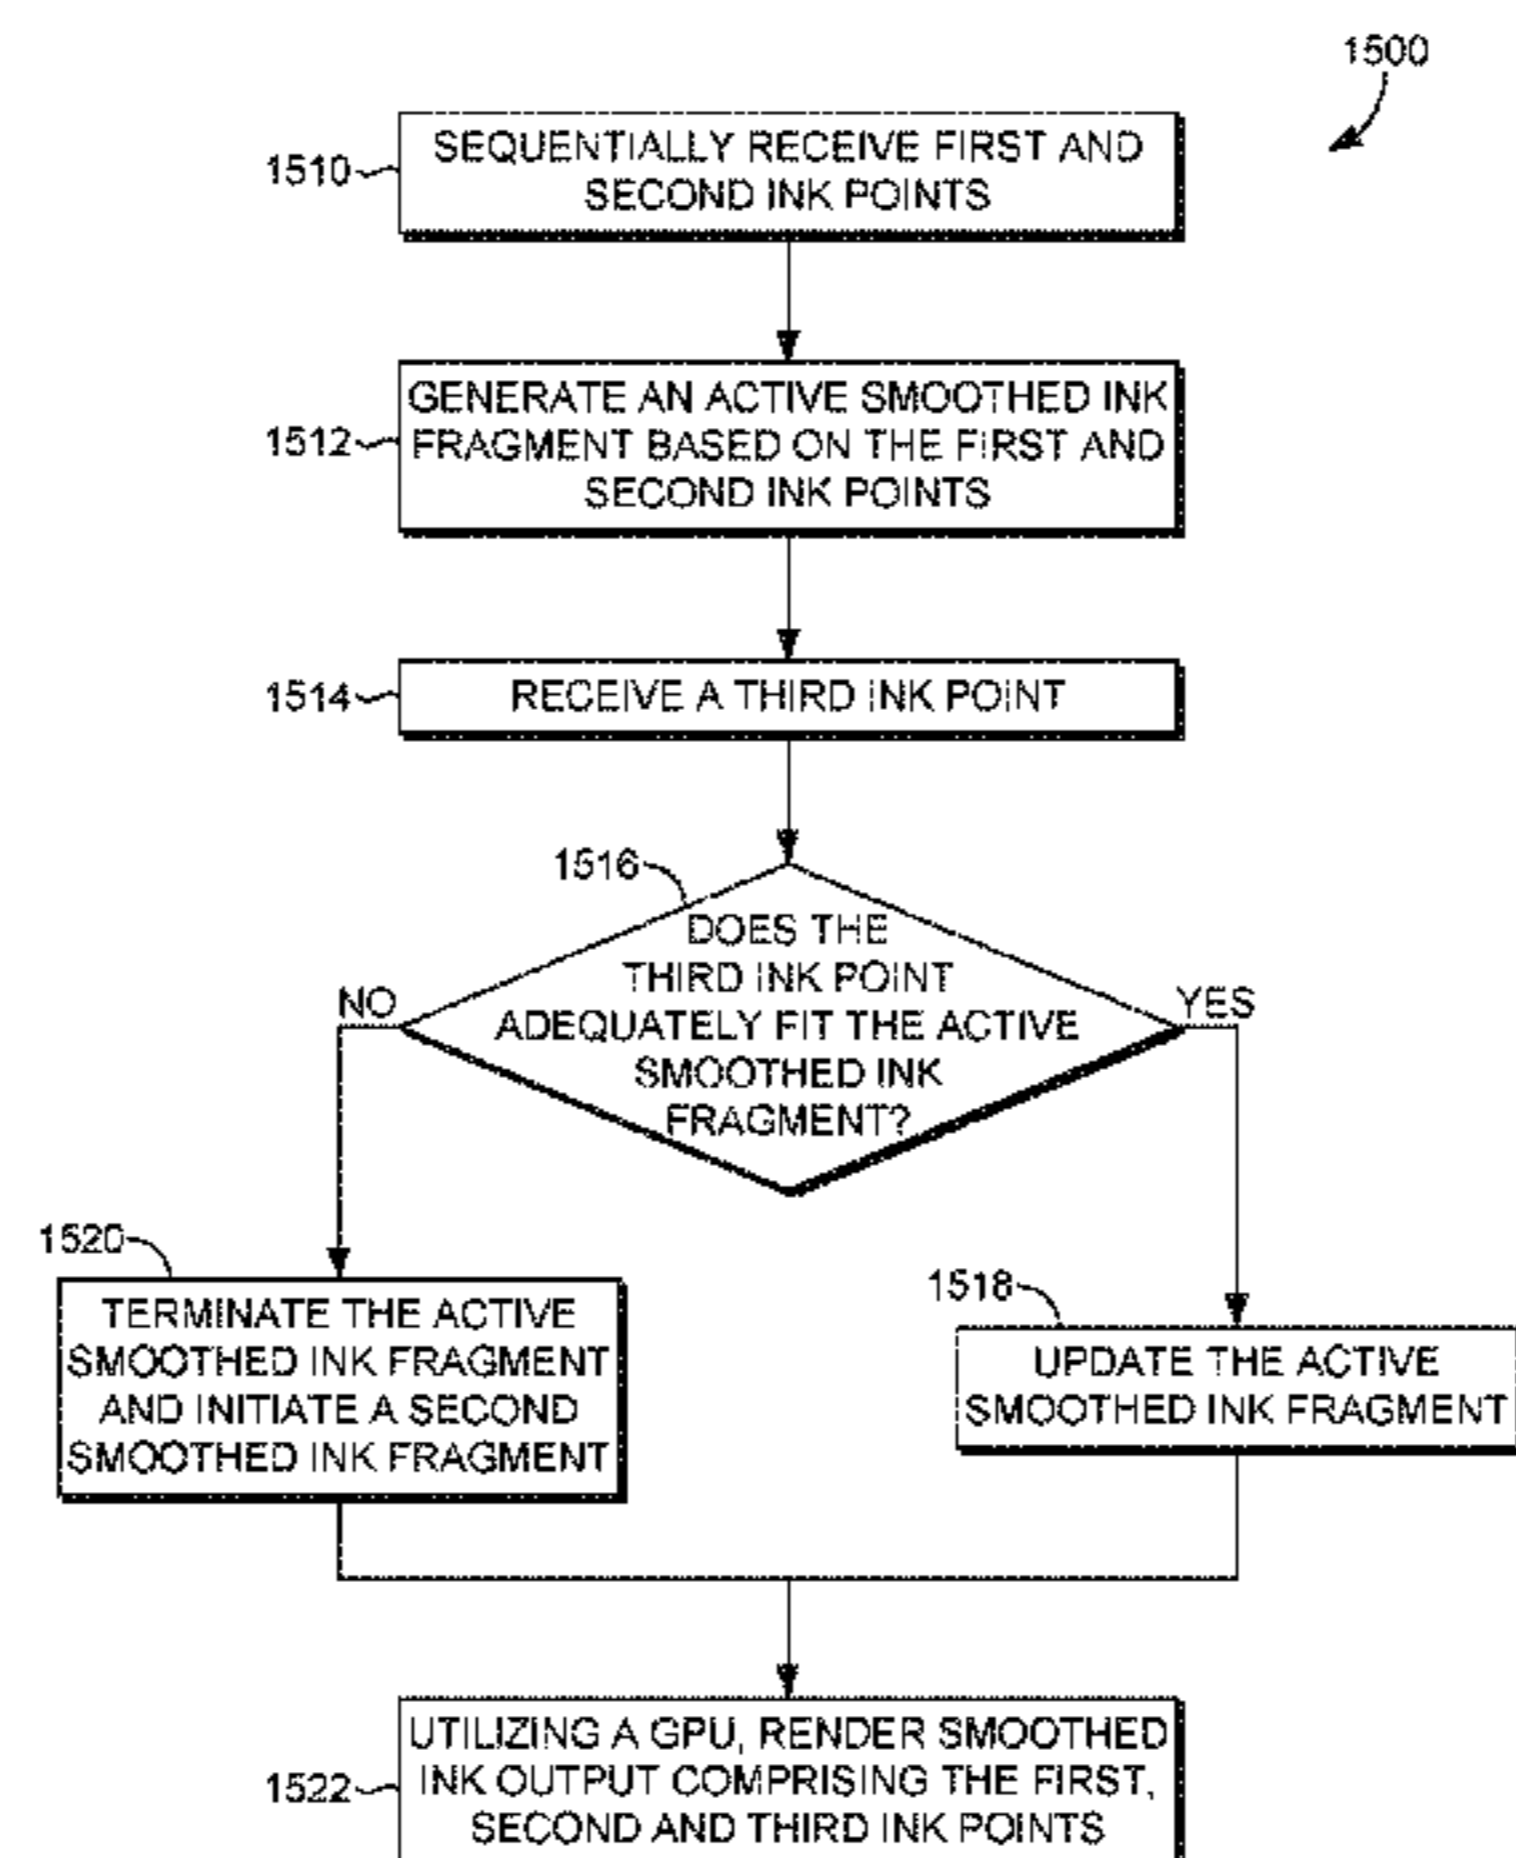 1500
1510
SEQUENTIALLY RECEIVE FIRST AND
SECOND INK POINTS
1512
GENERATE AN ACTIVE SMOOTHED INK
FRAGMENT BASED ON THE FIRST AND
SECOND INK POINTS
1514
RECEIVE A THIRD INK POINT
1516
DOES THE
THIRD INK POINT
ADEQUATELY FIT THE ACTIVE
SMOOTHED INK
FRAGMENT?
NO
YES
1520
TERMINATE THE ACTIVE
SMOOTHED INK FRAGMENT
AND INITIATE A SECOND
SMOOTHED INK FRAGMENT
1518
UPDATE THE ACTIVE
SMOOTHED INK FRAGMENT
1522
UTILIZING A GPU, RENDER SMOOTHED
INK OUTPUT COMPRISING THE FIRST,
SECOND AND THIRD INK POINTS